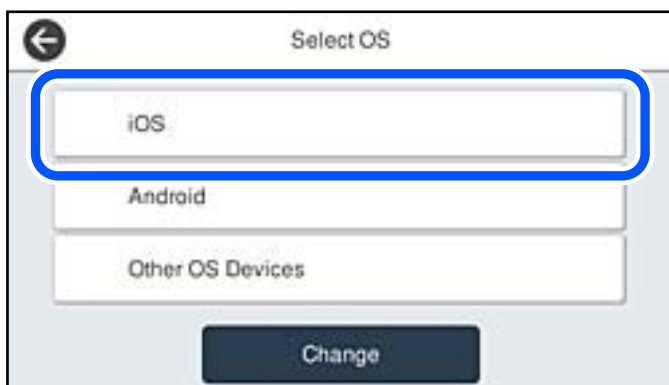 Select OS
iOS
Android
Other OS Devices
Change